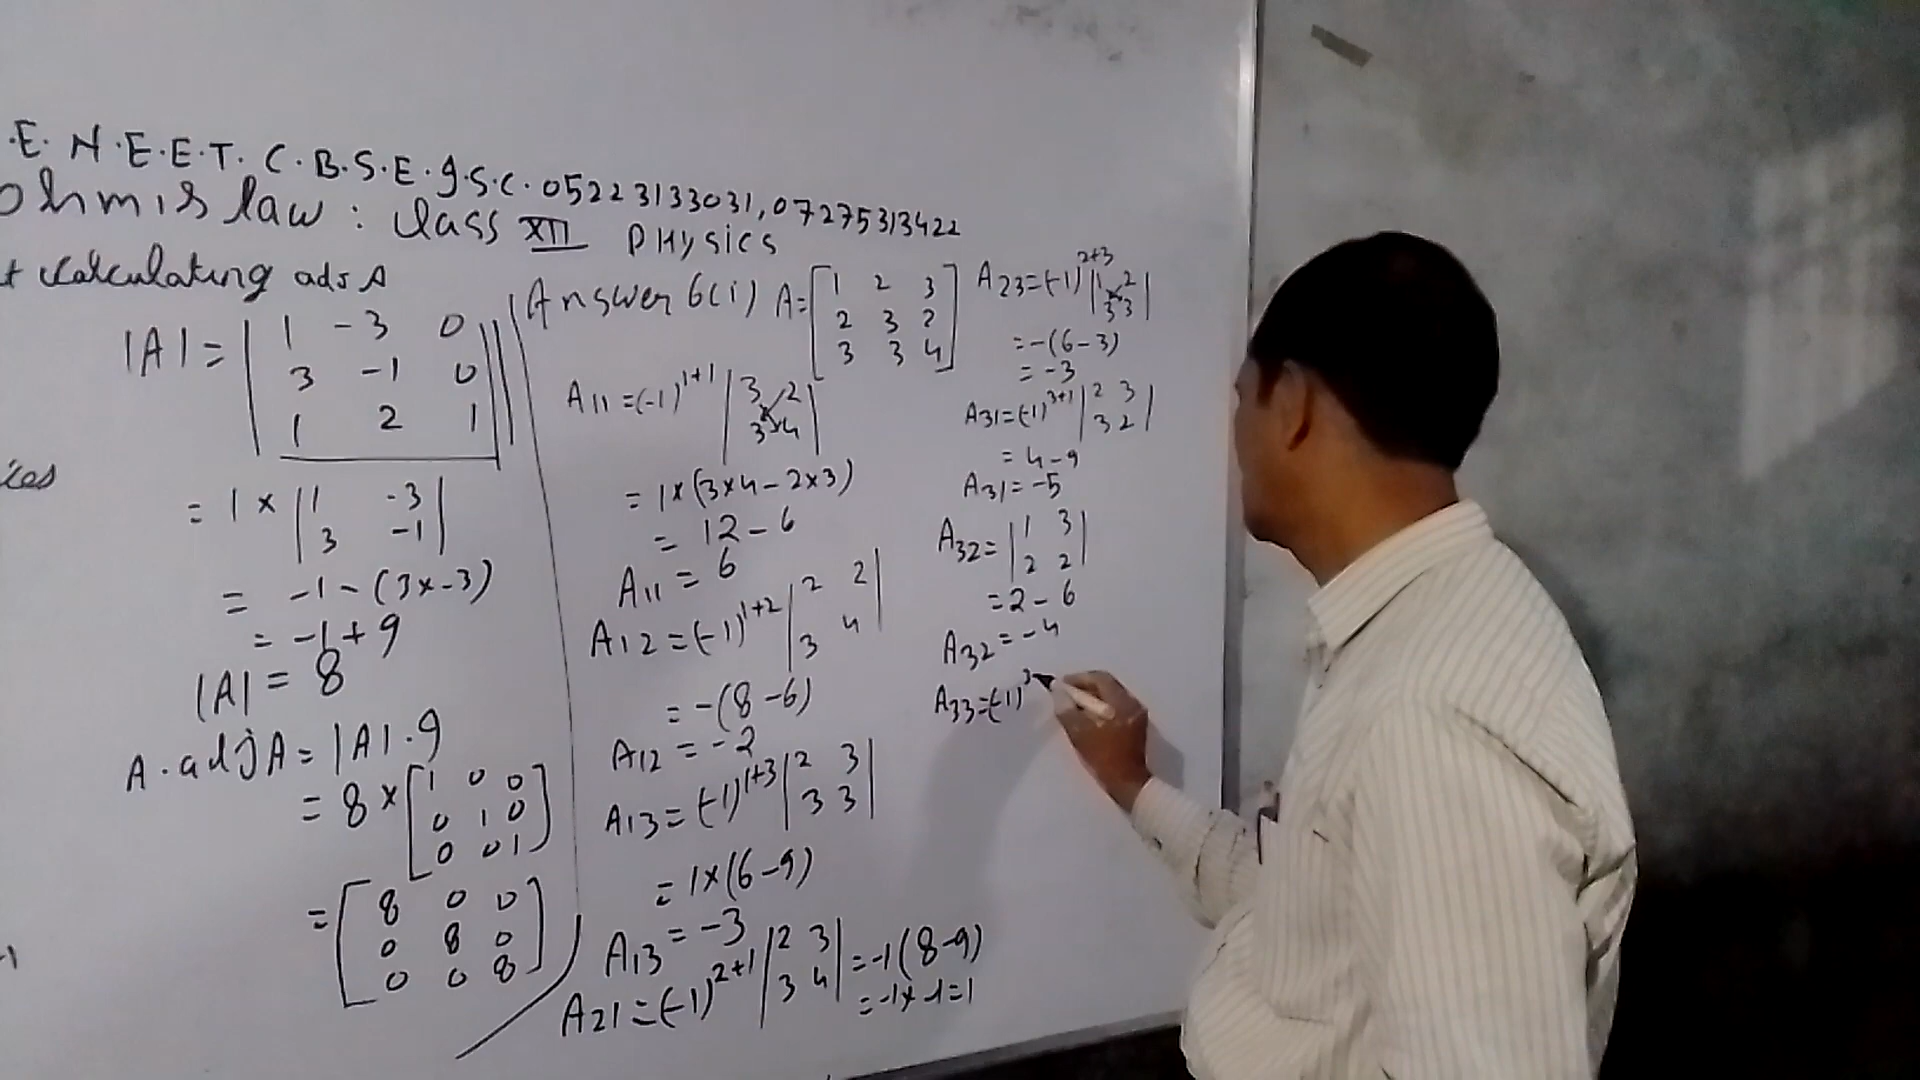 .E. N.E.E.T. C.B.S.E. I.S.C. 05223133031, 07275313422
ohm's law : class XII PHYSICS
t calculating adj A
|A| = | 1 -3 0 |
| 3 -1 0 |
| 1 2 1 |
= 1 × | 1 -3 |
| 3 -1 |
= -1 - (3x-3)
= -1 + 9
|A| = 8
A. adj A = |A|. 9
= 8 × [ 1 0 0 ]
[ 0 1 0 ]
[ 0 0 1 ]
= [ 8 0 0 ]
[ 0 8 0 ]
[ 0 0 8 ]
Answer 6(i) A = [ 1 2 3 ]
[ 2 3 2 ]
[ 3 3 4 ]
A11 = (-1)^1+1 | 3 2 |
| 3 4 |
= 1x(3x4 - 2x3)
= 12 - 6
A11 = 6
A12 = (-1)^1+2 | 2 2 |
| 3 4 |
= -(8-6)
A12 = -2
A13 = (-1)^1+3 | 2 3 |
| 3 3 |
= 1x(6-9)
A13 = -3
A21 = (-1)^2+1 | 2 3 | = -1(8-9)
| 3 4 | = -1x-1=1
A23 = (-1)^2+3 | 1 2 |
| 3 3 |
= -(6-3)
= -3
A31 = (-1)^3+1 | 2 3 |
| 3 2 |
= 4-9
A31 = -5
A32 = | 1 3 |
| 2 2 |
= 2 - 6
A32 = -4
A33 = (-1)^3